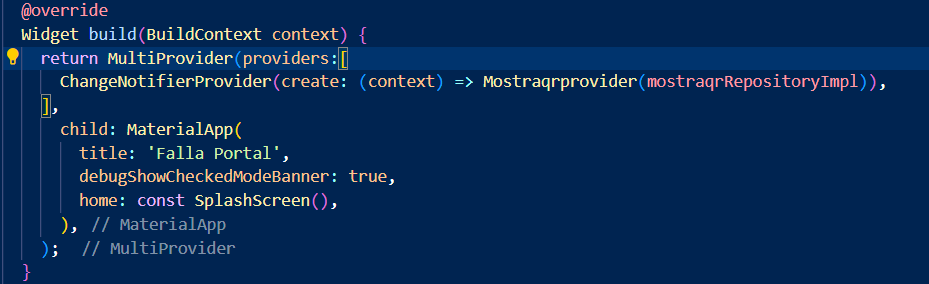 @override
Widget build(BuildContext context) {
return MultiProvider(providers:[
ChangeNotifierProvider(create: (context) => Mostraqrprovider(mostraqrRepositoryImpl)),
],
child: MaterialApp(
title: 'Falla Portal',
debugShowCheckedModeBanner: true,
home: const SplashScreen(),
), // MaterialApp
); // MultiProvider
}